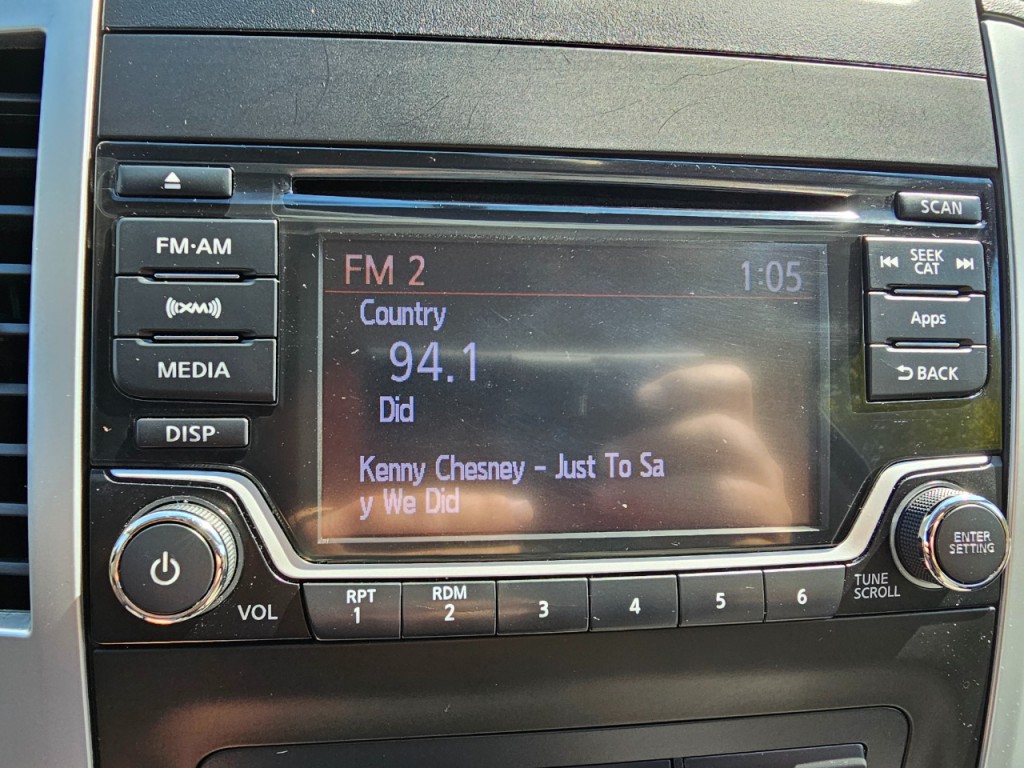 SCAN
FM·AM
SEEK
CAT
FM 2
1:05
Country
((XM))
Apps
94.1
MEDIA
BACK
Did
DISP
Kenny Chesney - Just To Sa
y We Did
ENTER
SETTING
VOL
RPT
1
RDM
2
3
4
5
6
TUNE
SCROLL